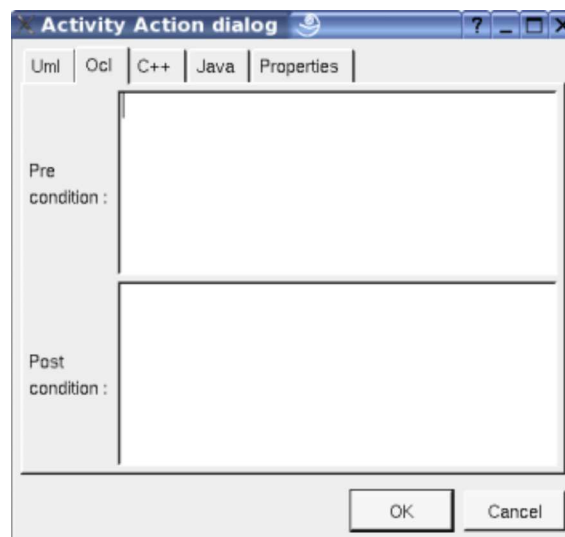 Activity Action dialog
Uml Ocl C++ Java Properties
Pre
condition :
Post
condition :
OK Cancel